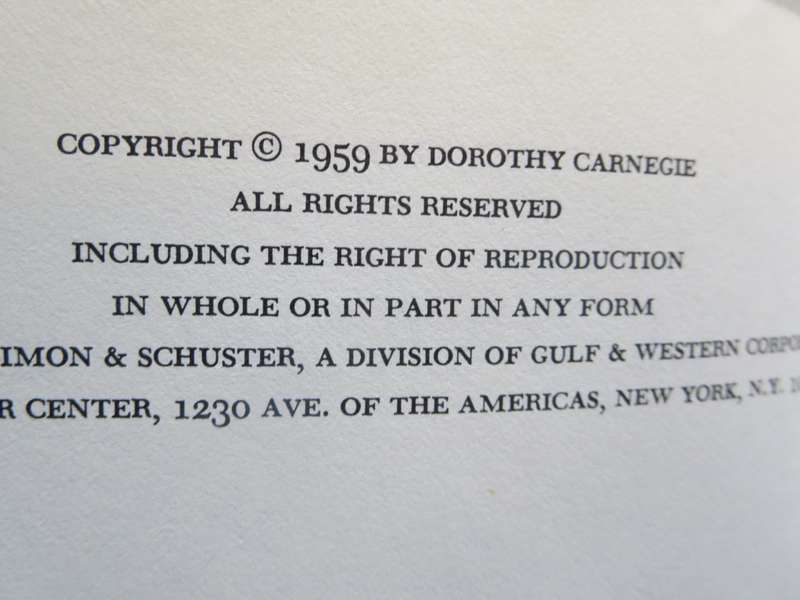 COPYRIGHT © 1959 BY DOROTHY CARNEGIE
ALL RIGHTS RESERVED
INCLUDING THE RIGHT OF REPRODUCTION
IN WHOLE OR IN PART IN ANY FORM
IMON & SCHUSTER, A DIVISION OF GULF & WESTERN CORPO
R CENTER, 1230 AVE. OF THE AMERICAS, NEW YORK, N.Y.